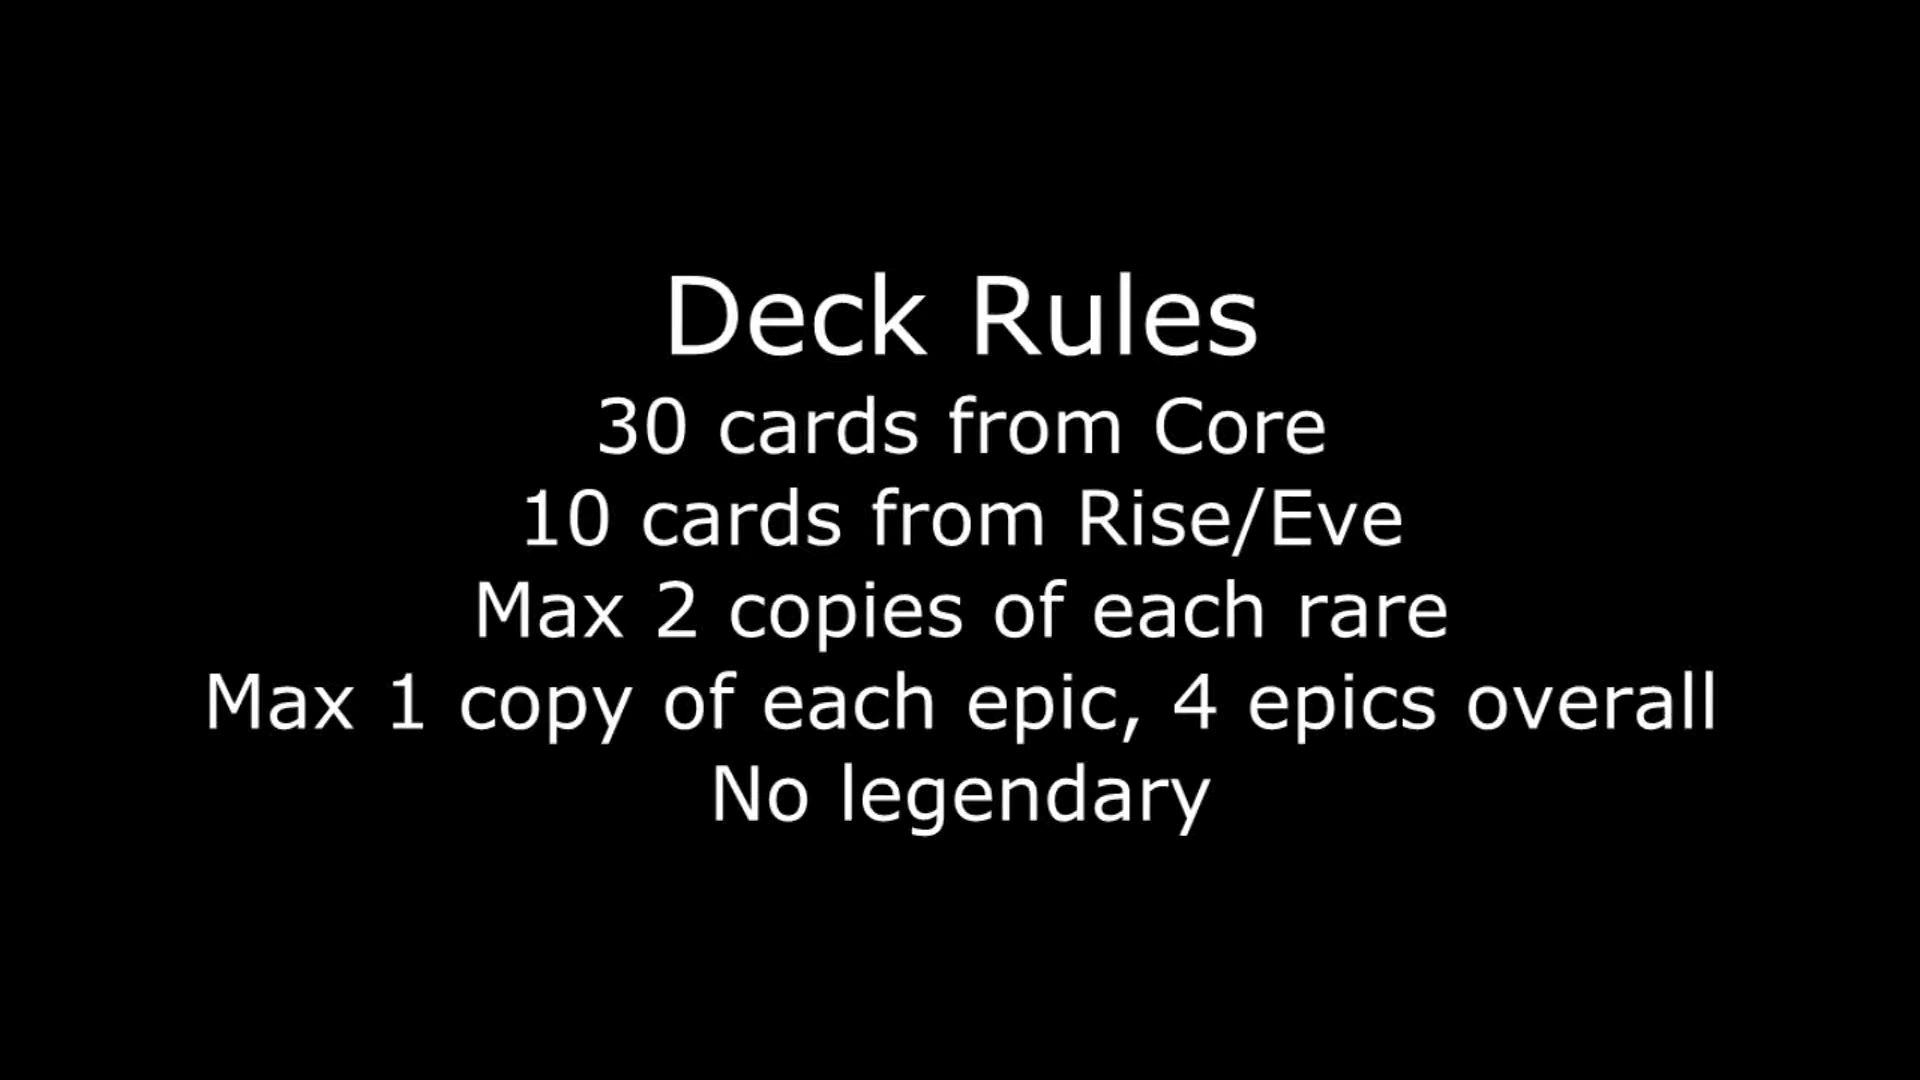 Deck Rules
30 cards from Core
10 cards from Rise/Eve
Max 2 copies of each rare
Max 1 copy of each epic, 4 epics overall
No legendary